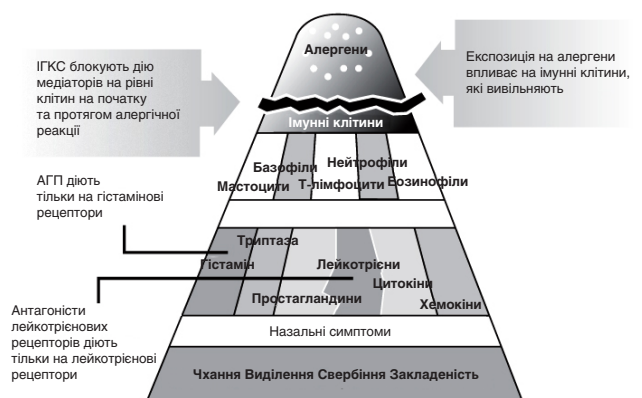 Алергени
ІГКС блокують дію
медіаторів на рівні
клітин на початку
та протягом алергічної
реакції
Експозиція на алергени
впливає на імунні клітини,
які вивільняють
Імунні клітини
Базофіли Нейтрофіли
Мастоцити Т-лімфоцити Еозинофіли
АГП діють
тільки на гістамінові
рецептори
Триптаза
Гістамін Лейкотрієни
Цитокіни
Простагландини Хемокіни
Антагоністи
лейкотрієнових
рецепторів діють
тільки на лейкотрієнові
рецептори
Назальні симптоми
Чхання Виділення Свербіння Закладеність